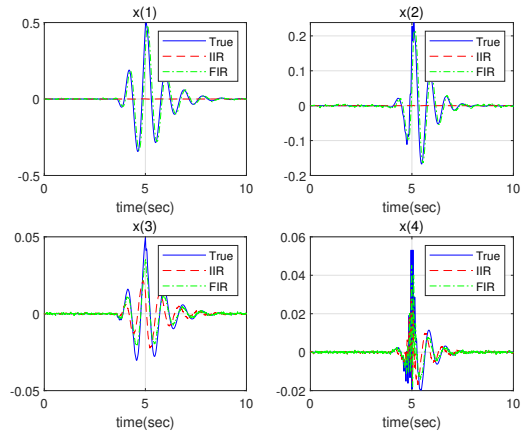 x(1)
0.5
0
-0.5
0
5
10
time(sec)
True
IIR
FIR
x(2)
0.2
0.1
0
-0.1
-0.2
0
5
10
time(sec)
True
IIR
FIR
x(3)
0.05
0
-0.05
0
5
10
time(sec)
True
IIR
FIR
x(4)
0.06
0.04
0.02
0
-0.02
0
5
10
time(sec)
True
IIR
FIR